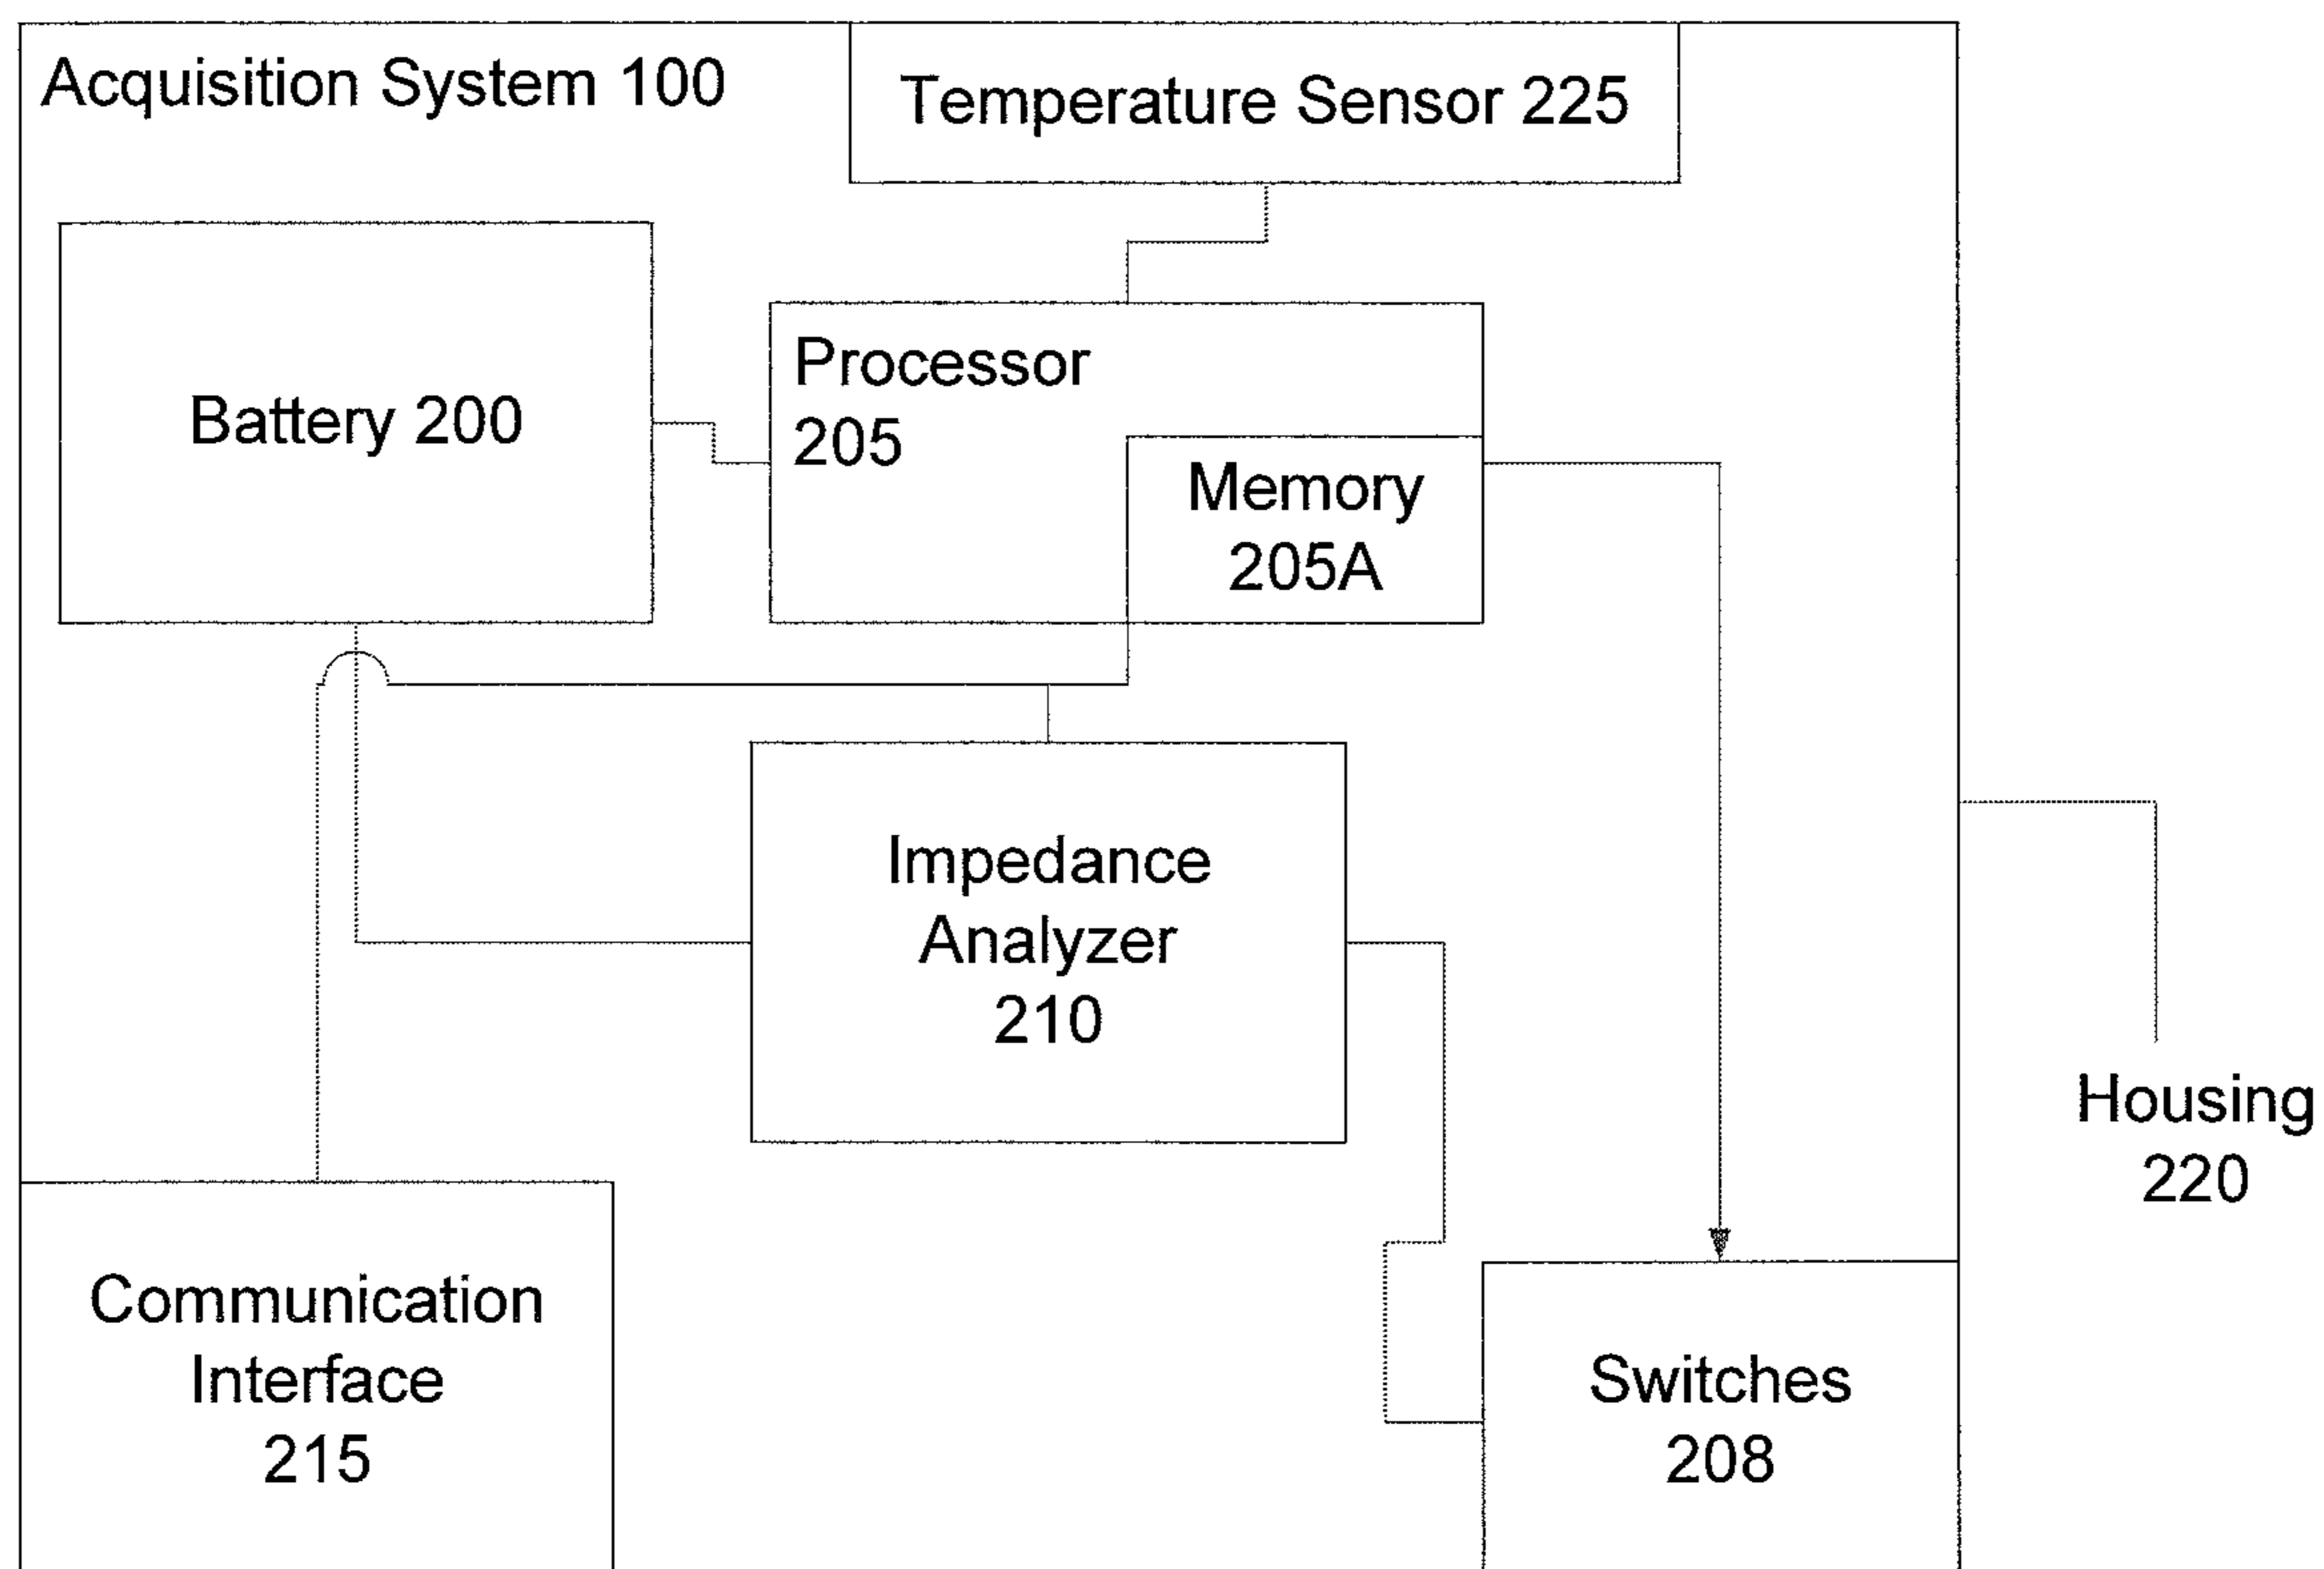 Acquisition System 100
Temperature Sensor 225
Battery 200
Processor
205
Memory
205A
Impedance
Analyzer
210
Housing
220
Communication
Interface
215
Switches
208